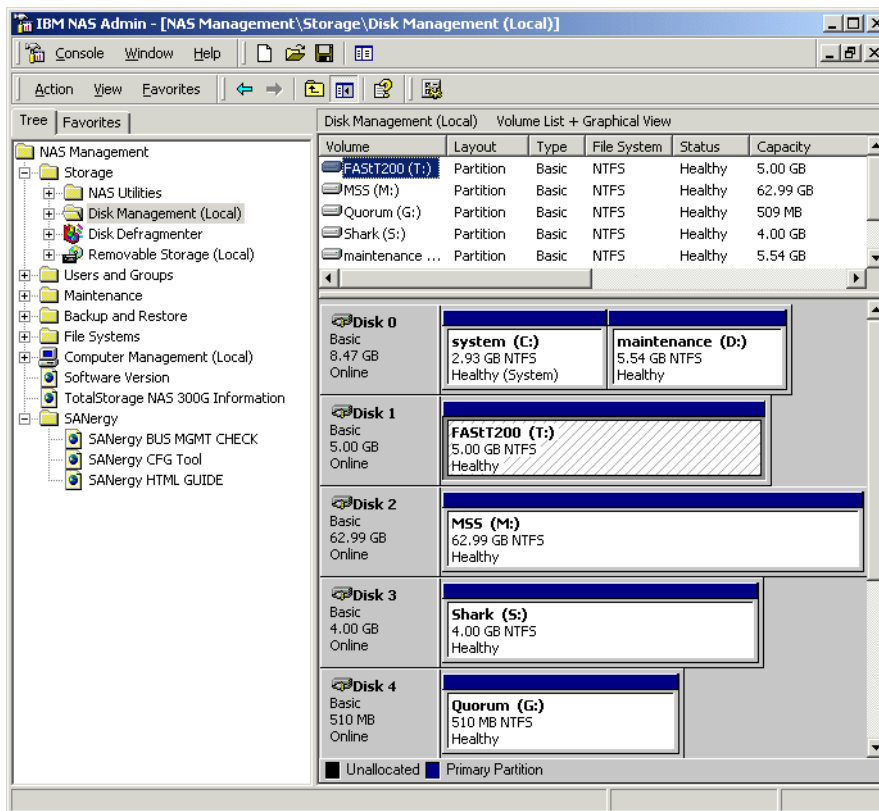 IBM NAS Admin - [NAS Management\Storage\Disk Management (Local)]
Console Window Help
Action View Favorites
Tree Favorites
NAS Management
Storage
NAS Utilities
Disk Management (Local)
Disk Defragmenter
Removable Storage (Local)
Users and Groups
Maintenance
Backup and Restore
File Systems
Computer Management (Local)
Software Version
TotalStorage NAS 300G Information
SANergy
SANergy BUS MGMT CHECK
SANergy CFG Tool
SANergy HTML GUIDE
Disk Management (Local) Volume List + Graphical View
Volume Layout Type File System Status Capacity
FAStT200 (T:) Partition Basic NTFS Healthy 5.00 GB
MSS (M:) Partition Basic NTFS Healthy 62.99 GB
Quorum (G:) Partition Basic NTFS Healthy 509 MB
Shark (S:) Partition Basic NTFS Healthy 4.00 GB
maintenance ... Partition Basic NTFS Healthy 5.54 GB
Disk 0
Basic
8.47 GB
Online
system (C:)
2.93 GB NTFS
Healthy (System)
maintenance (D:)
5.54 GB NTFS
Healthy
Disk 1
Basic
5.00 GB
Online
FAStT200 (T:)
5.00 GB NTFS
Healthy
Disk 2
Basic
62.99 GB
Online
MSS (M:)
62.99 GB NTFS
Healthy
Disk 3
Basic
4.00 GB
Online
Shark (S:)
4.00 GB NTFS
Healthy
Disk 4
Basic
510 MB
Online
Quorum (G:)
510 MB NTFS
Healthy
Unallocated Primary Partition